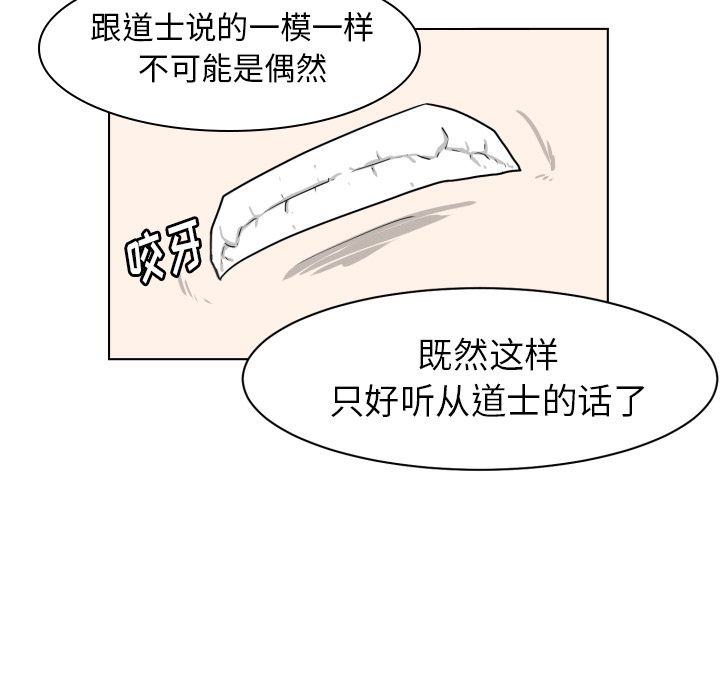 跟道士说的一模一样
不可能是偶然
咬牙
既然这样
只好听从道士的话了